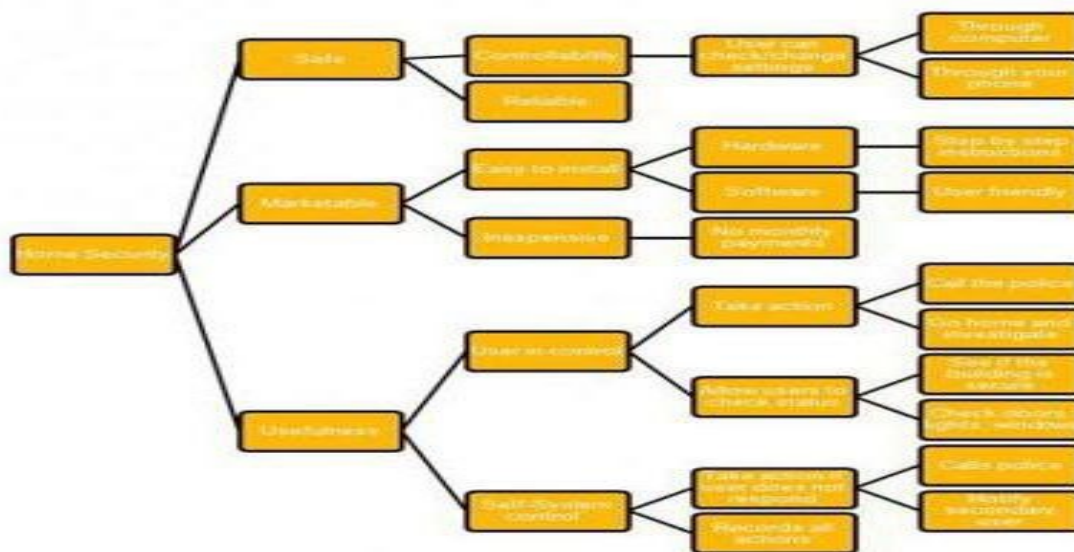 Home Security
Safe
Controllability
User can
check/change
settings
Through
computer
Through your
phone
Reliable
Marketable
Easy to install
Hardware
Step by step
instructions
Software
User friendly
Inexpensive
No monthly
payments
Usefulness
User in control
Take action
Call the police
Go home and
investigate
Allow users to
check status
See if the
building is
secure
Check doors,
lights, windows
Self-System
control
Take action if
user does not
respond
Calls police
Notify
secondary
user
Records all
actions